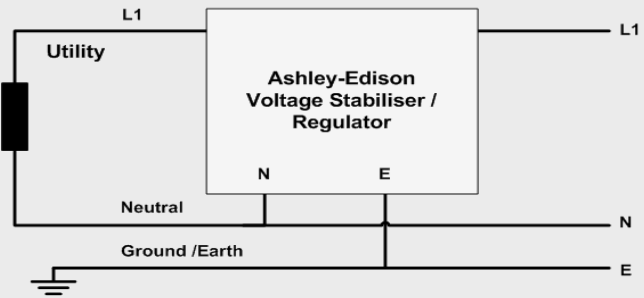 L1
L1
Utility
Ashley-Edison
Voltage Stabiliser /
Regulator
N
E
Neutral
N
Ground /Earth
E